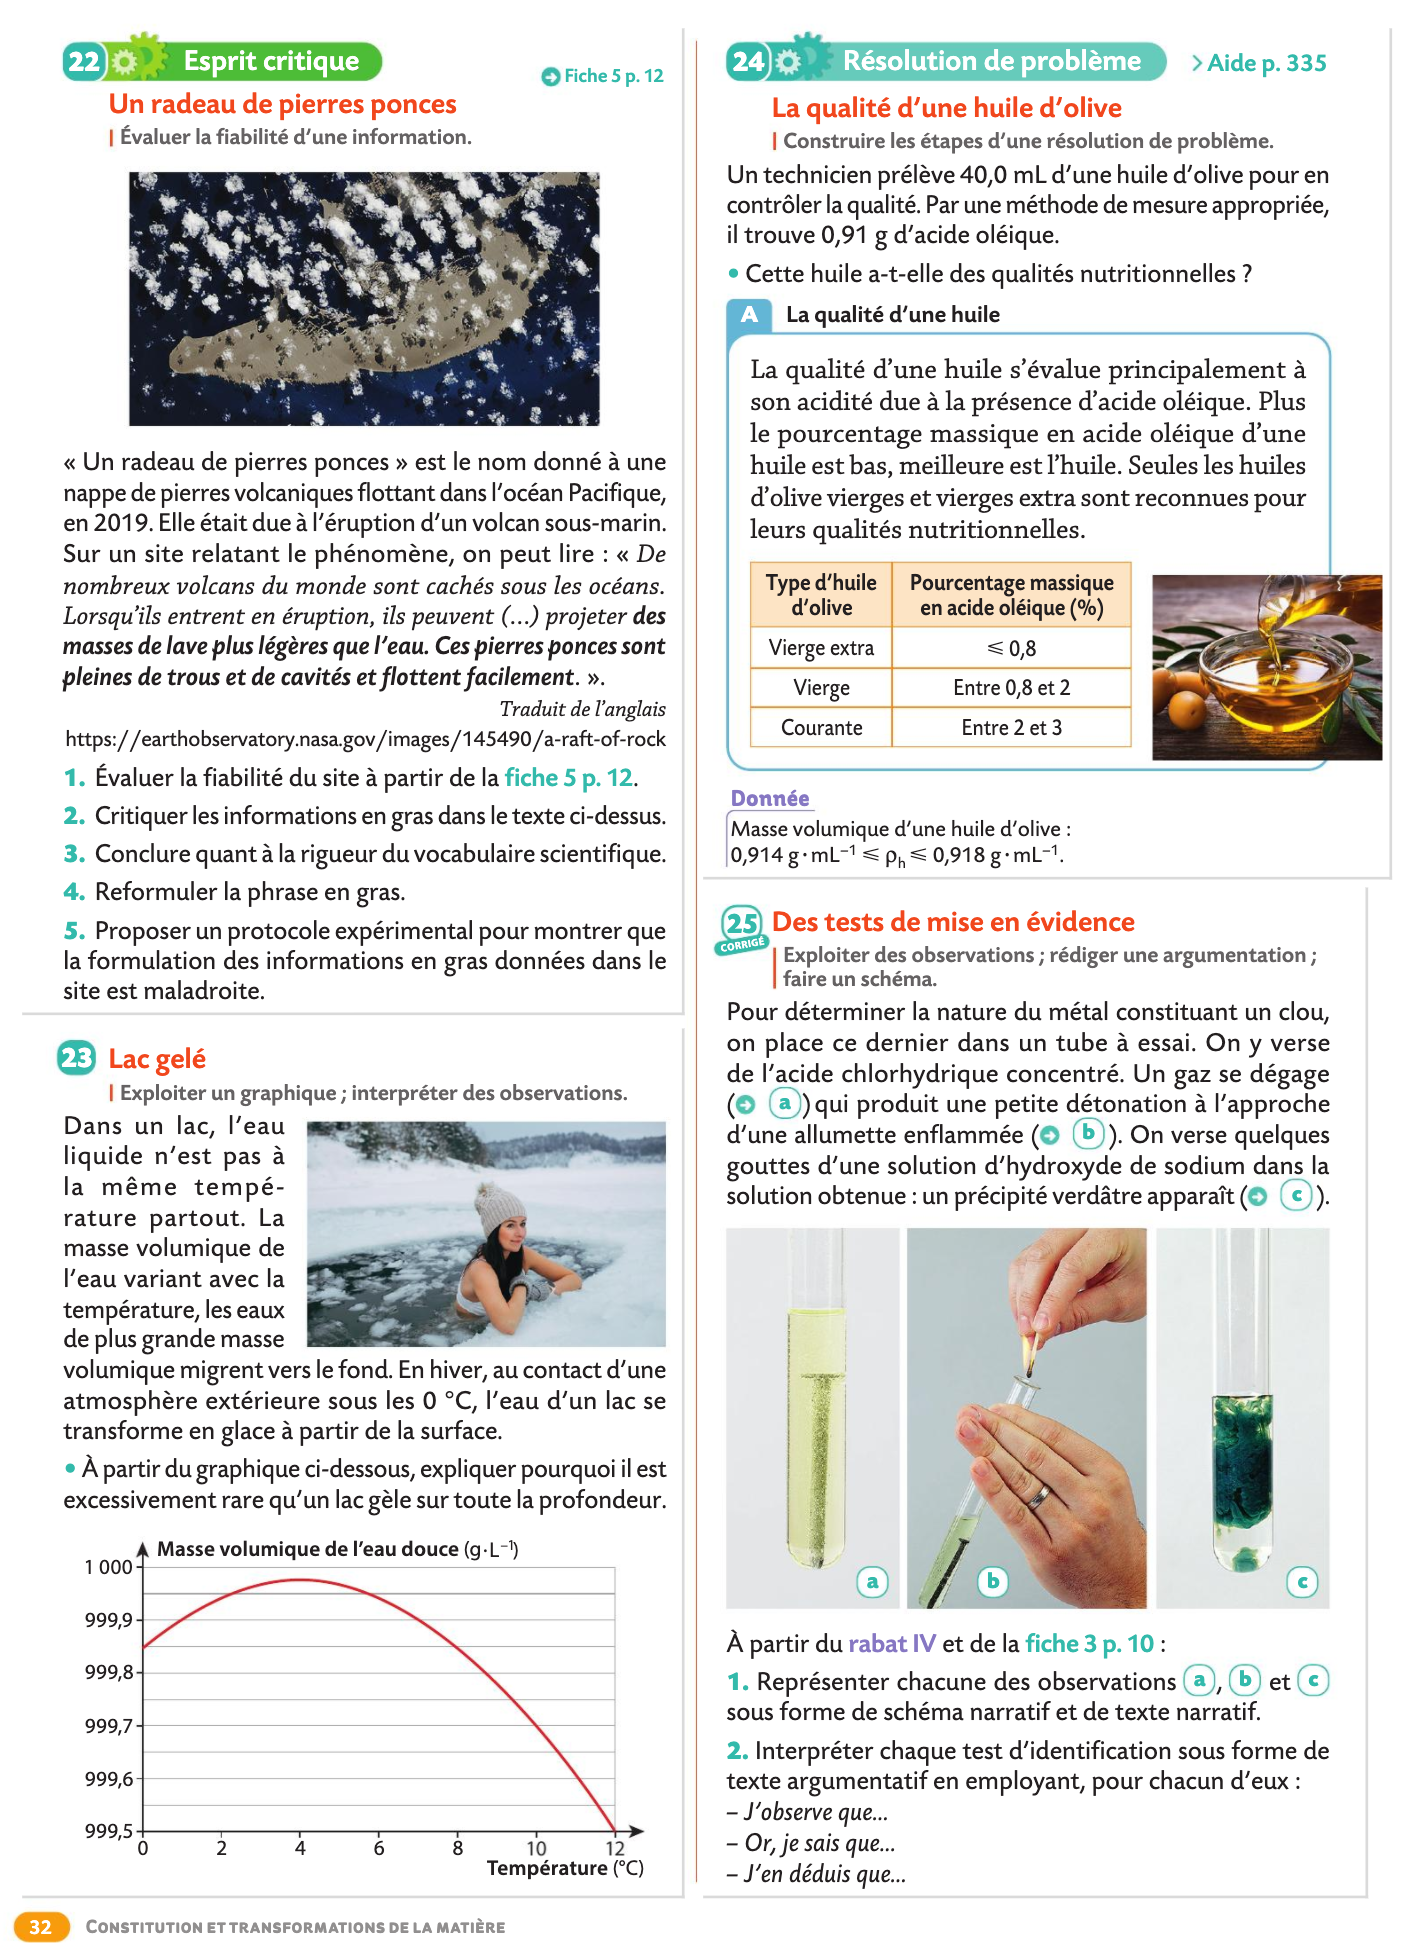 22 Esprit critique
Fiche 5 p. 12
Un radeau de pierres ponces
Évaluer la fiabilité d'une information.
« Un radeau de pierres ponces » est le nom donné à une
nappe de pierres volcaniques flottant dans l'océan Pacifique,
en 2019. Elle était due à l'éruption d'un volcan sous-marin.
Sur un site relatant le phénomène, on peut lire : « De
nombreux volcans du monde sont cachés sous les océans.
Lorsqu'ils entrent en éruption, ils peuvent (...) projeter des
masses de lave plus légères que l'eau. Ces pierres ponces sont
pleines de trous et de cavités et flottent facilement. ».
Traduit de l'anglais
https://earthobservatory.nasa.gov/images/145490/a-raft-of-rock
1. Évaluer la fiabilité du site à partir de la fiche 5 p. 12.
2. Critiquer les informations en gras dans le texte ci-dessus.
3. Conclure quant à la rigueur du vocabulaire scientifique.
4. Reformuler la phrase en gras.
5. Proposer un protocole expérimental pour montrer que
la formulation des informations en gras données dans le
site est maladroite.
23 Lac gelé
Exploiter un graphique ; interpréter des observations.
Dans un lac, l'eau
liquide n'est pas à
la même tempé-
rature partout. La
masse volumique de
l'eau variant avec la
température, les eaux
de plus grande masse
volumique migrent vers le fond. En hiver, au contact d'une
atmosphère extérieure sous les 0 °C, l'eau d'un lac se
transforme en glace à partir de la surface.
• À partir du graphique ci-dessous, expliquer pourquoi il est
excessivement rare qu'un lac gèle sur toute la profondeur.
Masse volumique de l'eau douce (g·L⁻¹)
1 000
999,9
999,8
999,7
999,6
999,5
0 2 4 6 8 10 12
Température (°C)
24 Résolution de problème
> Aide p. 335
La qualité d'une huile d'olive
Construire les étapes d'une résolution de problème.
Un technicien prélève 40,0 mL d'une huile d'olive pour en
contrôler la qualité. Par une méthode de mesure appropriée,
il trouve 0,91 g d'acide oléique.
• Cette huile a-t-elle des qualités nutritionnelles ?
A La qualité d'une huile
La qualité d'une huile s'évalue principalement à
son acidité due à la présence d'acide oléique. Plus
le pourcentage massique en acide oléique d'une
huile est bas, meilleure est l'huile. Seules les huiles
d'olive vierges et vierges extra sont reconnues pour
leurs qualités nutritionnelles.
Type d'huile d'olive Pourcentage massique en acide oléique (%)
Vierge extra ⩽ 0,8
Vierge Entre 0,8 et 2
Courante Entre 2 et 3
Donnée
Masse volumique d'une huile d'olive :
0,914 g·mL⁻¹ ⩽ ρh ⩽ 0,918 g·mL⁻¹.
25 Des tests de mise en évidence
CORRIGÉ
Exploiter des observations ; rédiger une argumentation ;
faire un schéma.
Pour déterminer la nature du métal constituant un clou,
on place ce dernier dans un tube à essai. On y verse
de l'acide chlorhydrique concentré. Un gaz se dégage
(➔ a) qui produit une petite détonation à l'approche
d'une allumette enflammée (➔ b). On verse quelques
gouttes d'une solution d'hydroxyde de sodium dans la
solution obtenue : un précipité verdâtre apparaît (➔ c).
a
b
c
À partir du rabat IV et de la fiche 3 p. 10 :
1. Représenter chacune des observations a, b et c
sous forme de schéma narratif et de texte narratif.
2. Interpréter chaque test d'identification sous forme de
texte argumentatif en employant, pour chacun d'eux :
– J'observe que...
– Or, je sais que...
– J'en déduis que...
32 CONSTITUTION ET TRANSFORMATIONS DE LA MATIÈRE